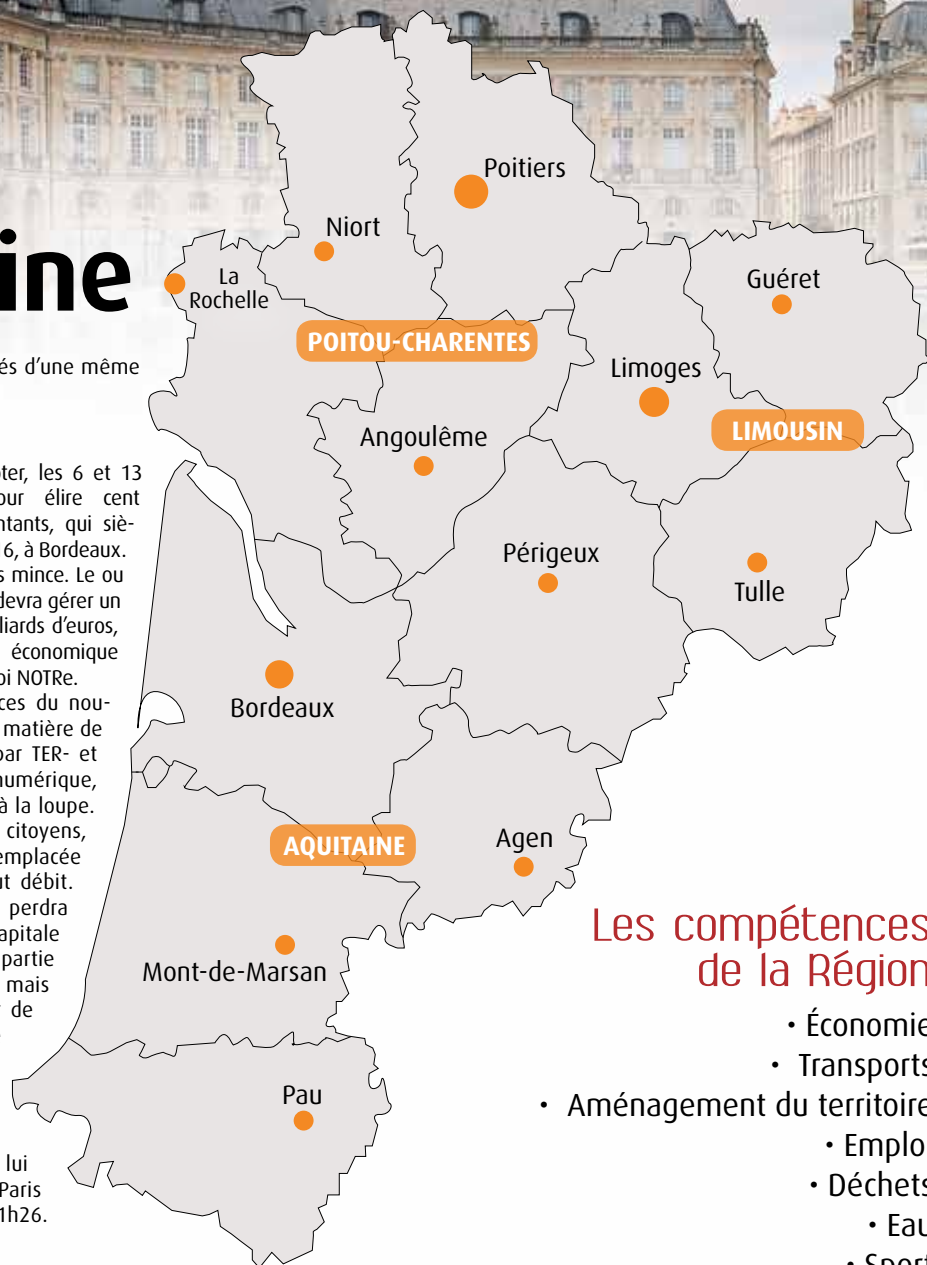 ine
és d'une même
ter, les 6 et 13
ur élire cent
ntants, qui siè-
16, à Bordeaux.
s mince. Le ou
devra gérer un
liards d'euros,
économique
oi NOTRe.
ces du nou-
matière de
par TER- et
numérique,
à la loupe.
citoyens,
emplacée
ut débit.
perdra
apitale
partie
mais
de
lui
Paris
1h26.
Poitiers
Niort
La
Rochelle
Guéret
POITOU-CHARENTES
Limoges
LIMOUSIN
Angoulême
Périgeux
Tulle
Bordeaux
AQUITAINE
Agen
Mont-de-Marsan
Pau
Les compétences
de la Région
• Économie
• Transports
• Aménagement du territoire
• Emplo
• Déchets
• Eau
• Sport